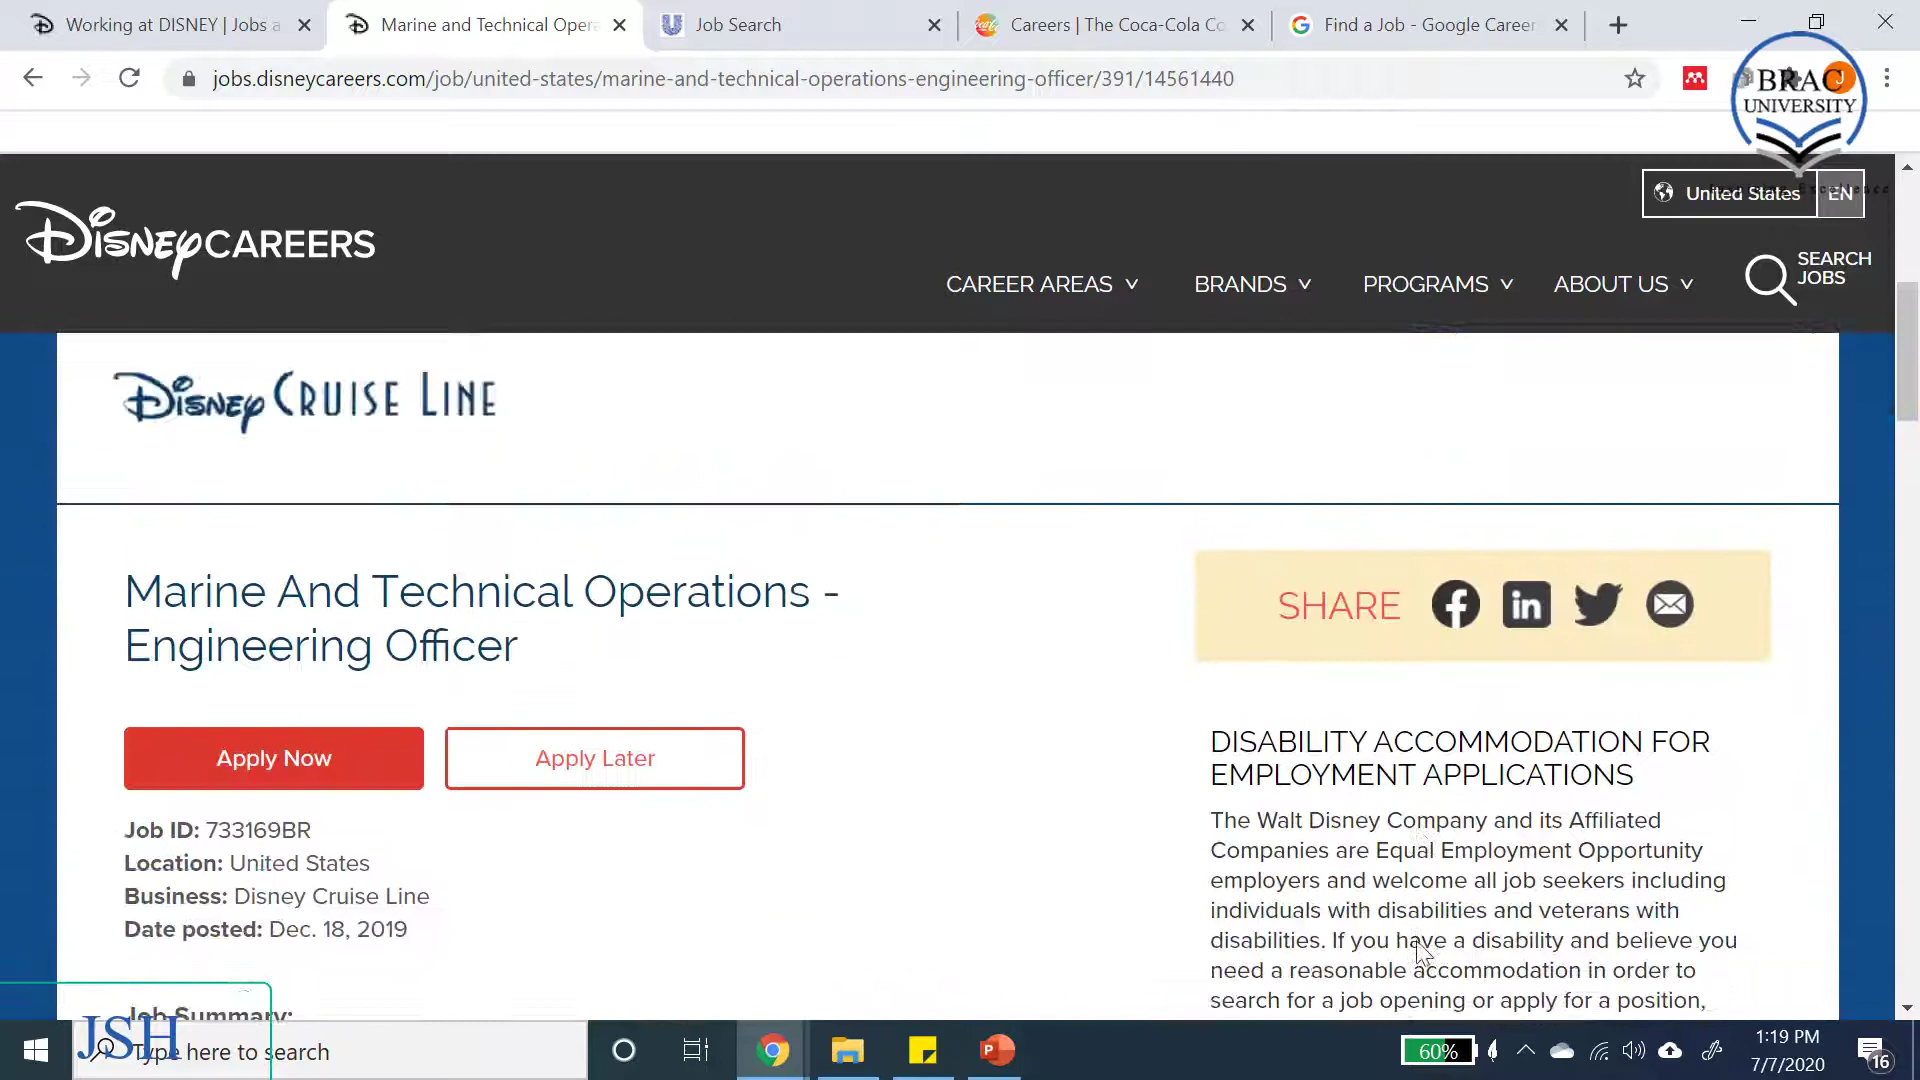 Working at DISNEY | Jobs a
Marine and Technical Opera
Job Search
Careers | The Coca-Cola Co
Find a Job - Google Career
jobs.disneycareers.com/job/united-states/marine-and-technical-operations-engineering-officer/391/14561440
J
BRAC
UNIVERSITY
United States
EN
Disney CAREERS
CAREER AREAS
BRANDS
PROGRAMS
ABOUT US
SEARCH
JOBS
Disney CRUISE LINE
Marine And Technical Operations -
Engineering Officer
SHARE
Apply Now
Apply Later
Job ID: 733169BR
Location: United States
Business: Disney Cruise Line
Date posted: Dec. 18, 2019
Job Summary:
DISABILITY ACCOMMODATION FOR
EMPLOYMENT APPLICATIONS
The Walt Disney Company and its Affiliated
Companies are Equal Employment Opportunity
employers and welcome all job seekers including
individuals with disabilities and veterans with
disabilities. If you have a disability and believe you
need a reasonable accommodation in order to
search for a job opening or apply for a position,
JSH
Type here to search
60%
1:19 PM
7/7/2020
16